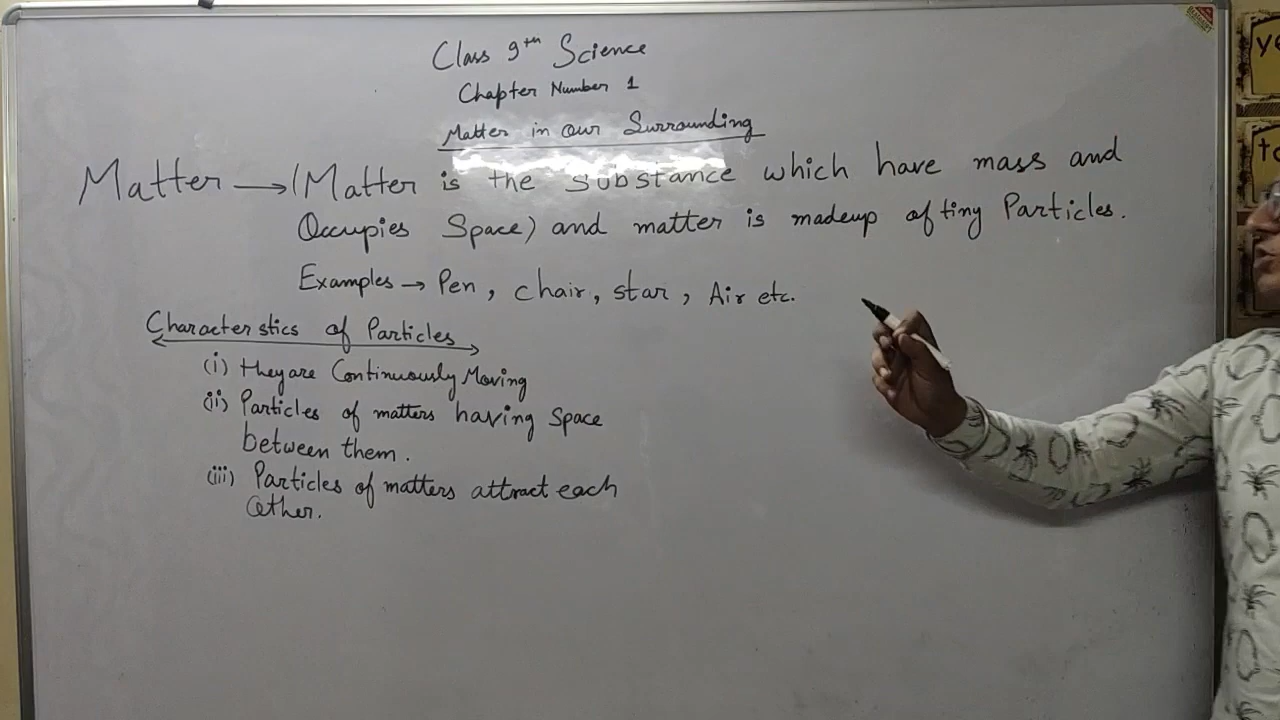 Class 9th Science
Chapter Number 1
Matter in our Surrounding
Matter → (Matter is the substance which have mass and
Occupies Space) and matter is madeup of tiny Particles.
Examples → Pen, chair, star, Air etc.
Characterstics of Particles
(i) they are Continuously Moving
(ii) Particles of matters having space
between them.
(iii) Particles of matters attract each
Other.